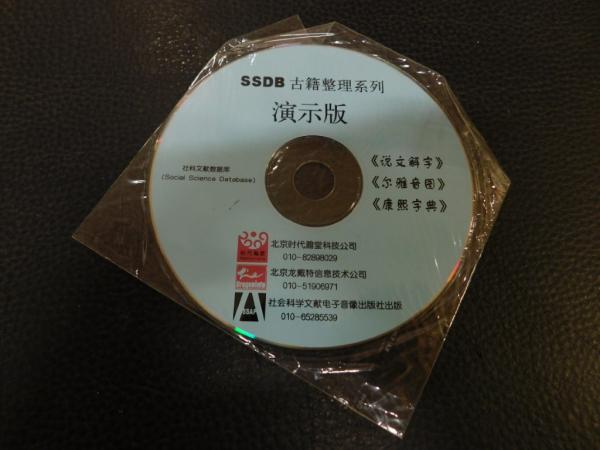 SSDB 古籍整理系列
演示版
社科文献数据库
(Social Science Database)
《说文解字》
《尔雅音图》
《康熙字典》
北京时代瀚堂科技公司
010-82898029
北京龙戴特信息技术公司
010-51906971
SSAP
社会科学文献电子音像出版社出版
010-65285539